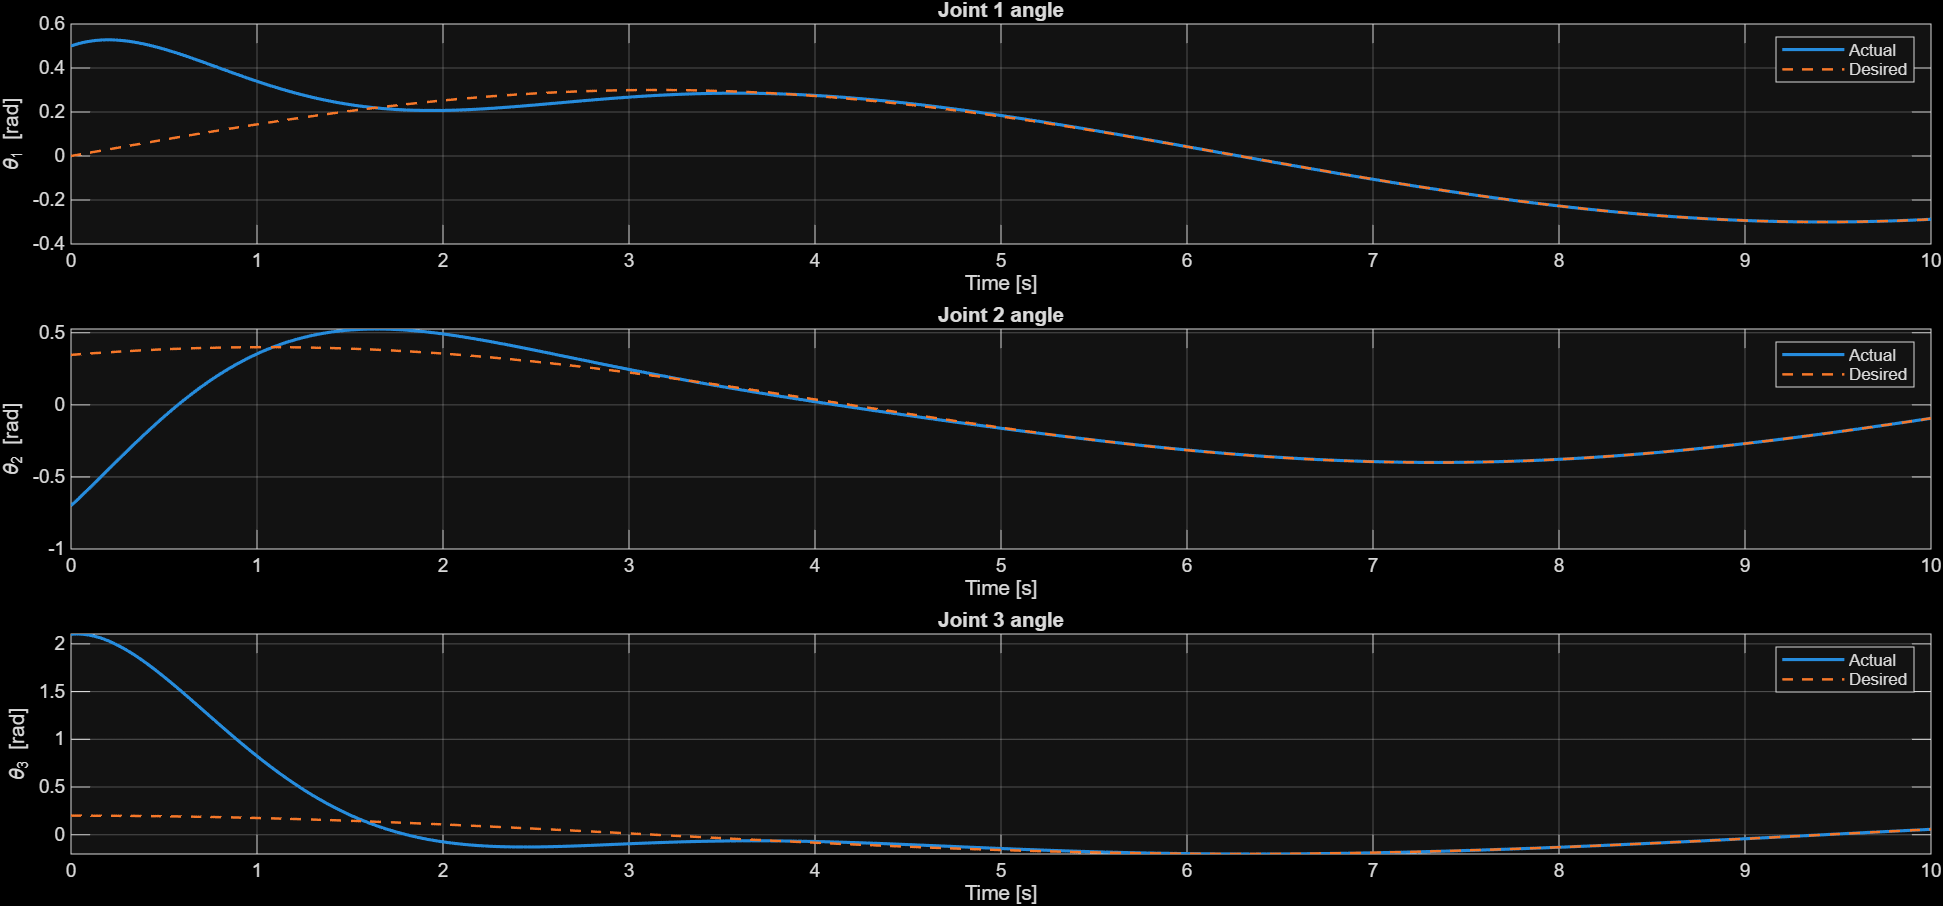 Joint 1 angle
0.6
0.4
0.2
0
-0.2
-0.4
θ1 [rad]
Actual
Desired
0 1 2 3 4 5 6 7 8 9 10
Time [s]
Joint 2 angle
0.5
0
-0.5
-1
θ2 [rad]
Actual
Desired
0 1 2 3 4 5 6 7 8 9 10
Time [s]
Joint 3 angle
2
1.5
1
0.5
0
θ3 [rad]
Actual
Desired
0 1 2 3 4 5 6 7 8 9 10
Time [s]